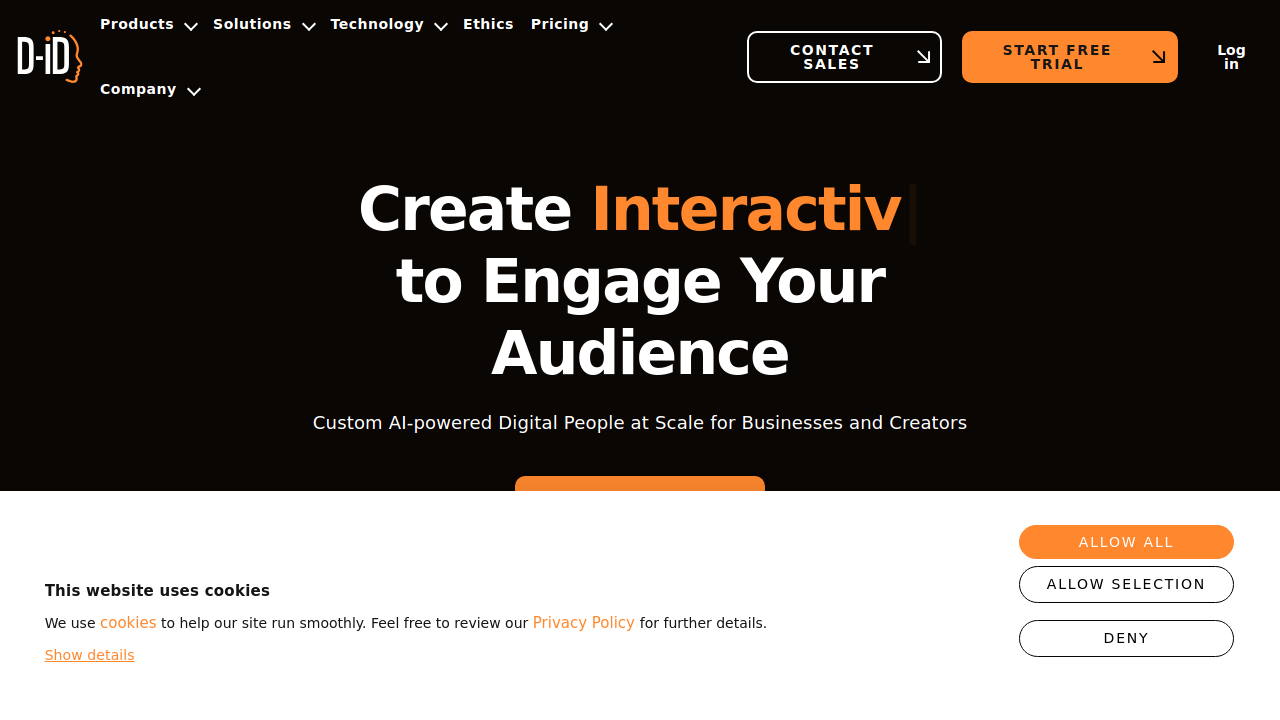 D-iD
Products
Solutions
Technology
Ethics
Pricing
Company
CONTACT
SALES
START FREE
TRIAL
Log
in
Create Interactiv
to Engage Your
Audience
Custom AI-powered Digital People at Scale for Businesses and Creators
This website uses cookies
We use cookies to help our site run smoothly. Feel free to review our Privacy Policy for further details.
Show details
ALLOW ALL
ALLOW SELECTION
DENY